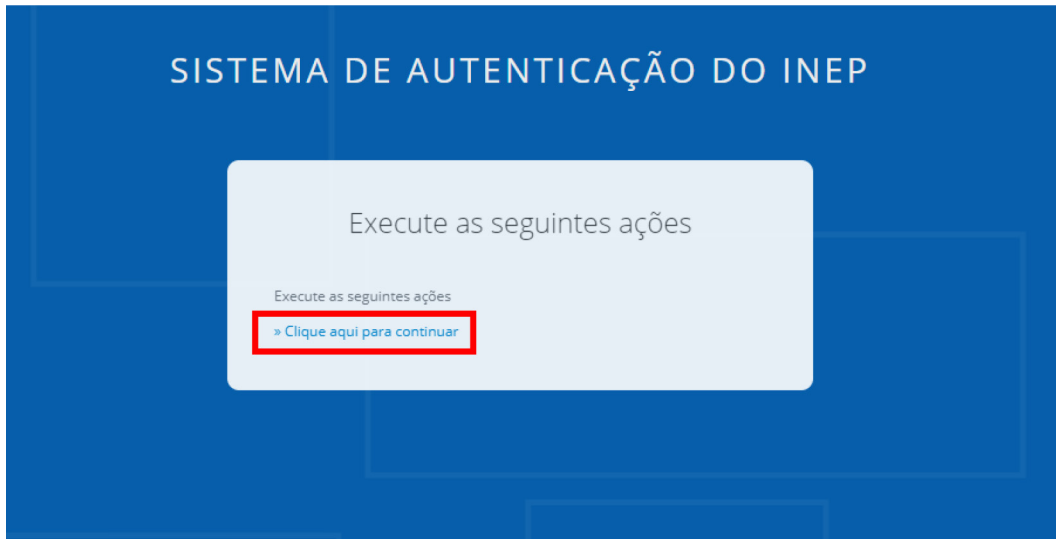 SISTEMA DE AUTENTICAÇÃO DO INEP
Execute as seguintes ações
Execute as seguintes ações
» Clique aqui para continuar